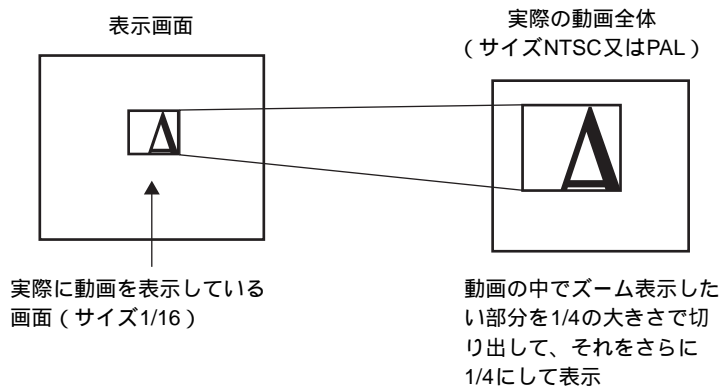 表示画面
実際の動画全体
（サイズNTSC又はPAL）
実際に動画を表示している
画面（サイズ1/16）
動画の中でズーム表示した
い部分を1/4の大きさで切
り出して、それをさらに
1/4にして表示